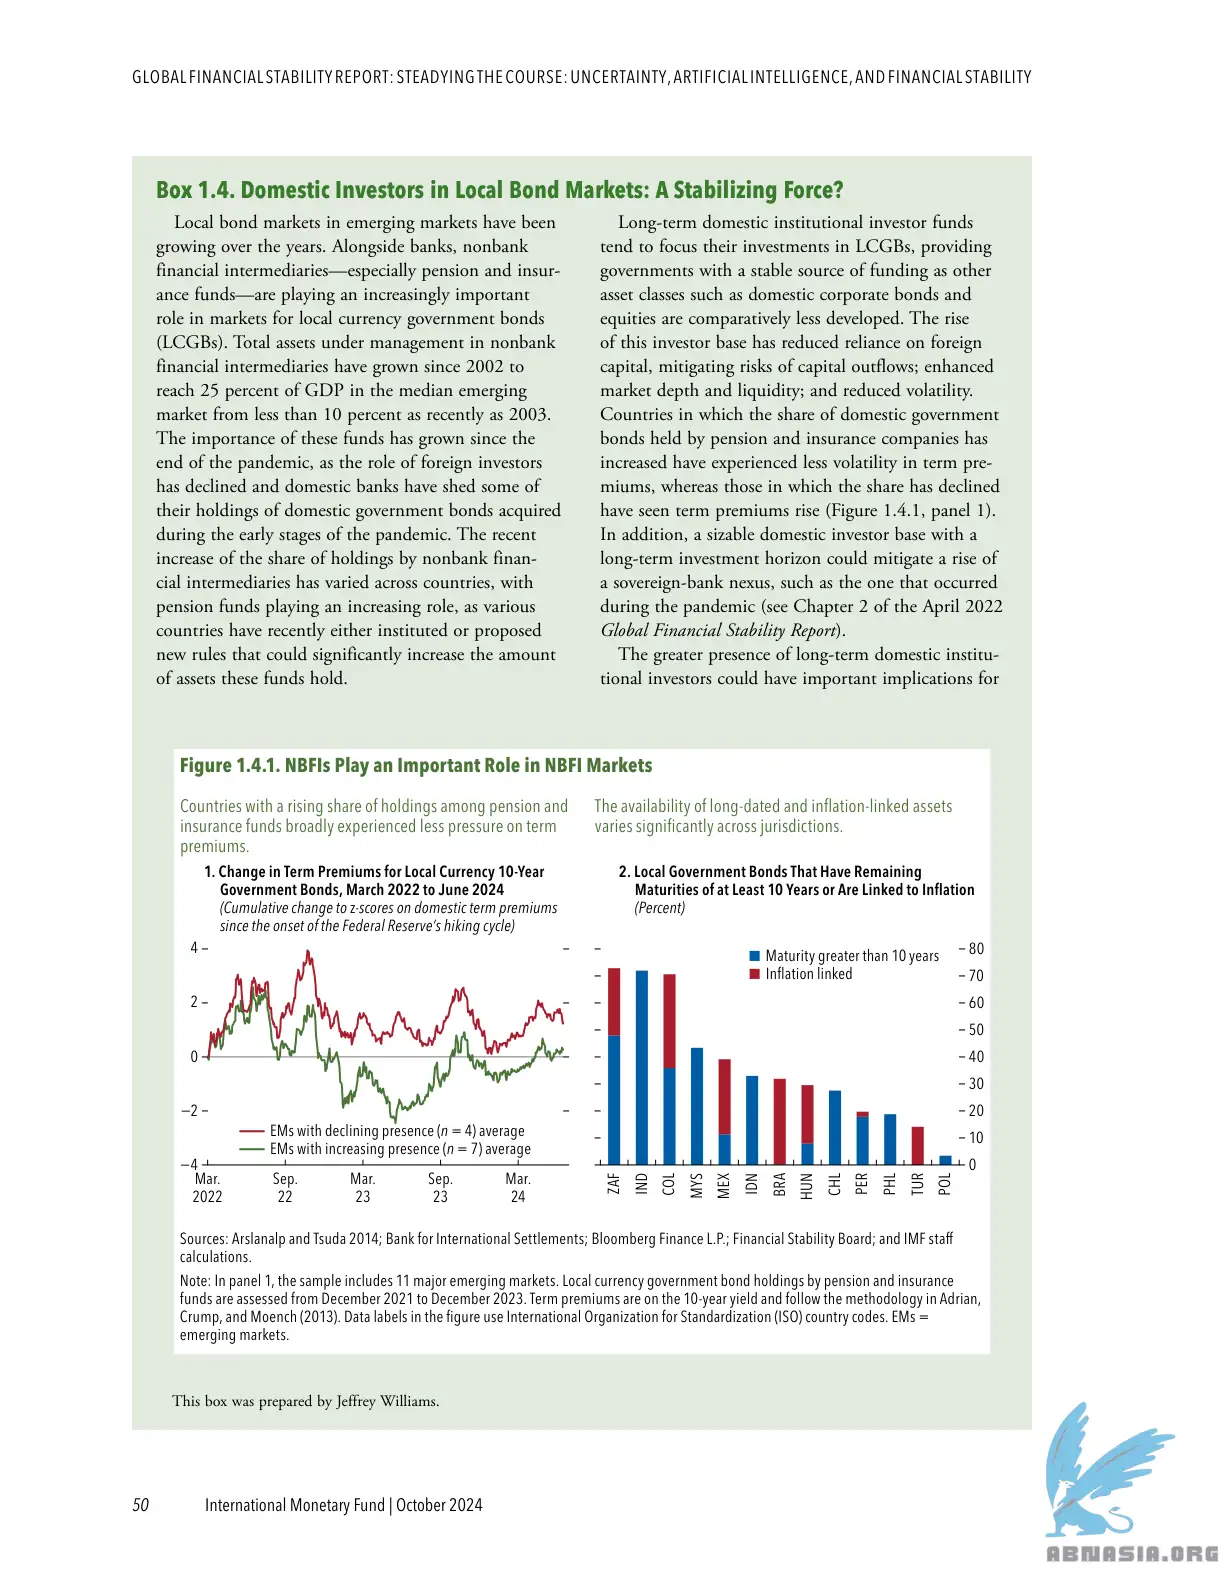 GLOBAL FINANCIAL STABILITY REPORT: STEADYING THE COURSE: UNCERTAINTY, ARTIFICIAL INTELLIGENCE, AND FINANCIAL STABILITY
Box 1.4. Domestic Investors in Local Bond Markets: A Stabilizing Force?
Local bond markets in emerging markets have been
growing over the years. Alongside banks, nonbank
financial intermediaries—especially pension and insur-
ance funds—are playing an increasingly important
role in markets for local currency government bonds
(LCGBs). Total assets under management in nonbank
financial intermediaries have grown since 2002 to
reach 25 percent of GDP in the median emerging
market from less than 10 percent as recently as 2003.
The importance of these funds has grown since the
end of the pandemic, as the role of foreign investors
has declined and domestic banks have shed some of
their holdings of domestic government bonds acquired
during the early stages of the pandemic. The recent
increase of the share of holdings by nonbank finan-
cial intermediaries has varied across countries, with
pension funds playing an increasing role, as various
countries have recently either instituted or proposed
new rules that could significantly increase the amount
of assets these funds hold.
Long-term domestic institutional investor funds
tend to focus their investments in LCGBs, providing
governments with a stable source of funding as other
asset classes such as domestic corporate bonds and
equities are comparatively less developed. The rise
of this investor base has reduced reliance on foreign
capital, mitigating risks of capital outflows; enhanced
market depth and liquidity; and reduced volatility.
Countries in which the share of domestic government
bonds held by pension and insurance companies has
increased have experienced less volatility in term pre-
miums, whereas those in which the share has declined
have seen term premiums rise (Figure 1.4.1, panel 1).
In addition, a sizable domestic investor base with a
long-term investment horizon could mitigate a rise of
a sovereign-bank nexus, such as the one that occurred
during the pandemic (see Chapter 2 of the April 2022
Global Financial Stability Report).
The greater presence of long-term domestic institu-
tional investors could have important implications for
Figure 1.4.1. NBFIs Play an Important Role in NBFI Markets
Countries with a rising share of holdings among pension and
insurance funds broadly experienced less pressure on term
premiums.
1. Change in Term Premiums for Local Currency 10-Year
Government Bonds, March 2022 to June 2024
(Cumulative change to z-scores on domestic term premiums
since the onset of the Federal Reserve's hiking cycle)
4
2
0
–2
–4
EMs with declining presence (n = 4) average
EMs with increasing presence (n = 7) average
Mar. Sep. Mar. Sep. Mar.
2022 22 23 23 24
The availability of long-dated and inflation-linked assets
varies significantly across jurisdictions.
2. Local Government Bonds That Have Remaining
Maturities of at Least 10 Years or Are Linked to Inflation
(Percent)
Maturity greater than 10 years
Inflation linked
80
70
60
50
40
30
20
10
0
ZAF IND COL MYS MEX IDN BRA HUN CHL PER PHL TUR POL
Sources: Arslanalp and Tsuda 2014; Bank for International Settlements; Bloomberg Finance L.P.; Financial Stability Board; and IMF staff
calculations.
Note: In panel 1, the sample includes 11 major emerging markets. Local currency government bond holdings by pension and insurance
funds are assessed from December 2021 to December 2023. Term premiums are on the 10-year yield and follow the methodology in Adrian,
Crump, and Moench (2013). Data labels in the figure use International Organization for Standardization (ISO) country codes. EMs =
emerging markets.
This box was prepared by Jeffrey Williams.
50 International Monetary Fund | October 2024
ABNASIA.ORG